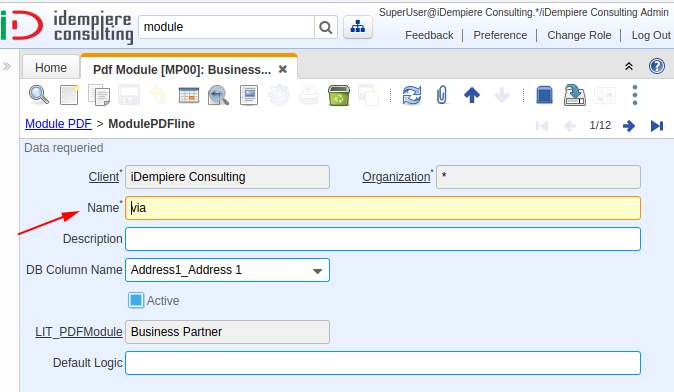 idempiere
consulting
module
SuperUser@iDempiere Consulting.*/iDempiere Consulting Admin
Feedback | Preference | Change Role | Log Out
Home
Pdf Module [MP00]: Business...
Module PDF > ModulePDFline
1/12
Data requeried
Client* iDempiere Consulting Organization* *
Name* via
Description
DB Column Name Address1_Address 1
Active
LIT_PDFModule Business Partner
Default Logic